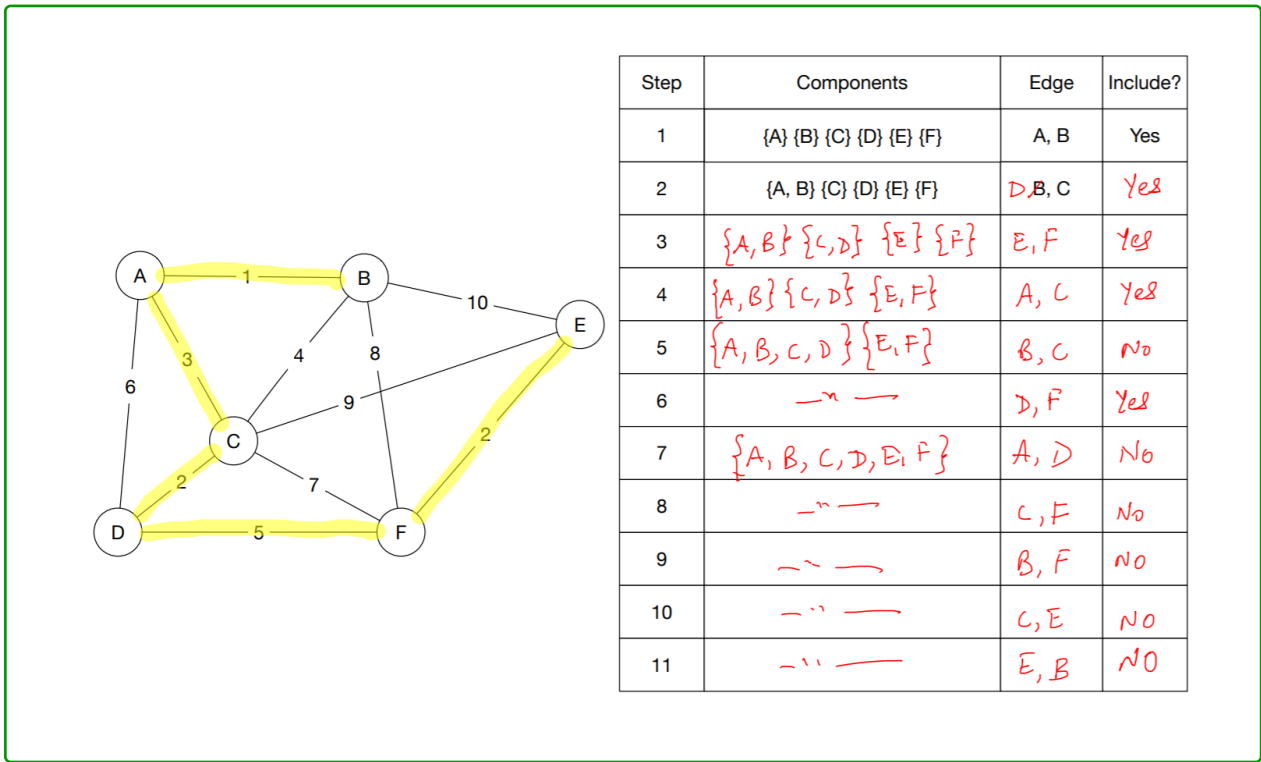 Step Components Edge Include?
1 {A} {B} {C} {D} {E} {F} A, B Yes
2 {A, B} {C} {D} {E} {F} D, B, C Yes
3 {A,B} {C,D} {E} {F} E, F Yes
4 {A,B} {C,D} {E,F} A, C Yes
5 {A, B, C, D} {E,F} B, C No
6 —"— D, F Yes
7 {A, B, C, D, E, F} A, D No
8 —"— C, F No
9 —"— B, F NO
10 —"— C, E NO
11 —"— E, B NO
A 1 B
10
E
3 4 8
6 9
C
2
2 7
D 5 F